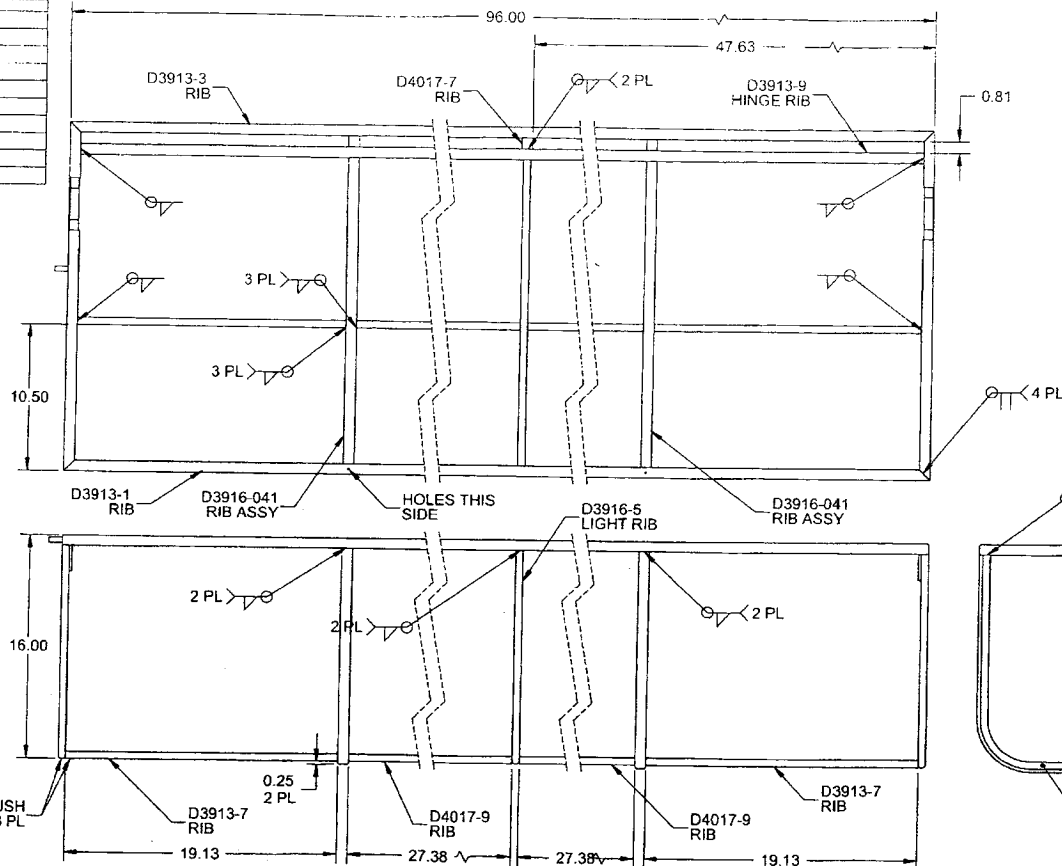 96.00
47.63
D3913-3
RIB
D4017-7
RIB
2 PL
D3913-9
HINGE RIB
0.81
3 PL
3 PL
10.50
4 PL
D3913-1
RIB
D3916-041
RIB ASSY
HOLES THIS
SIDE
D3916-5
LIGHT RIB
D3916-041
RIB ASSY
2 PL
2 PL
2 PL
16.00
0.25
2 PL
USH
PL
D3913-7
RIB
D4017-9
RIB
D4017-9
RIB
D3913-7
RIB
19.13
27.38
27.38
19.13